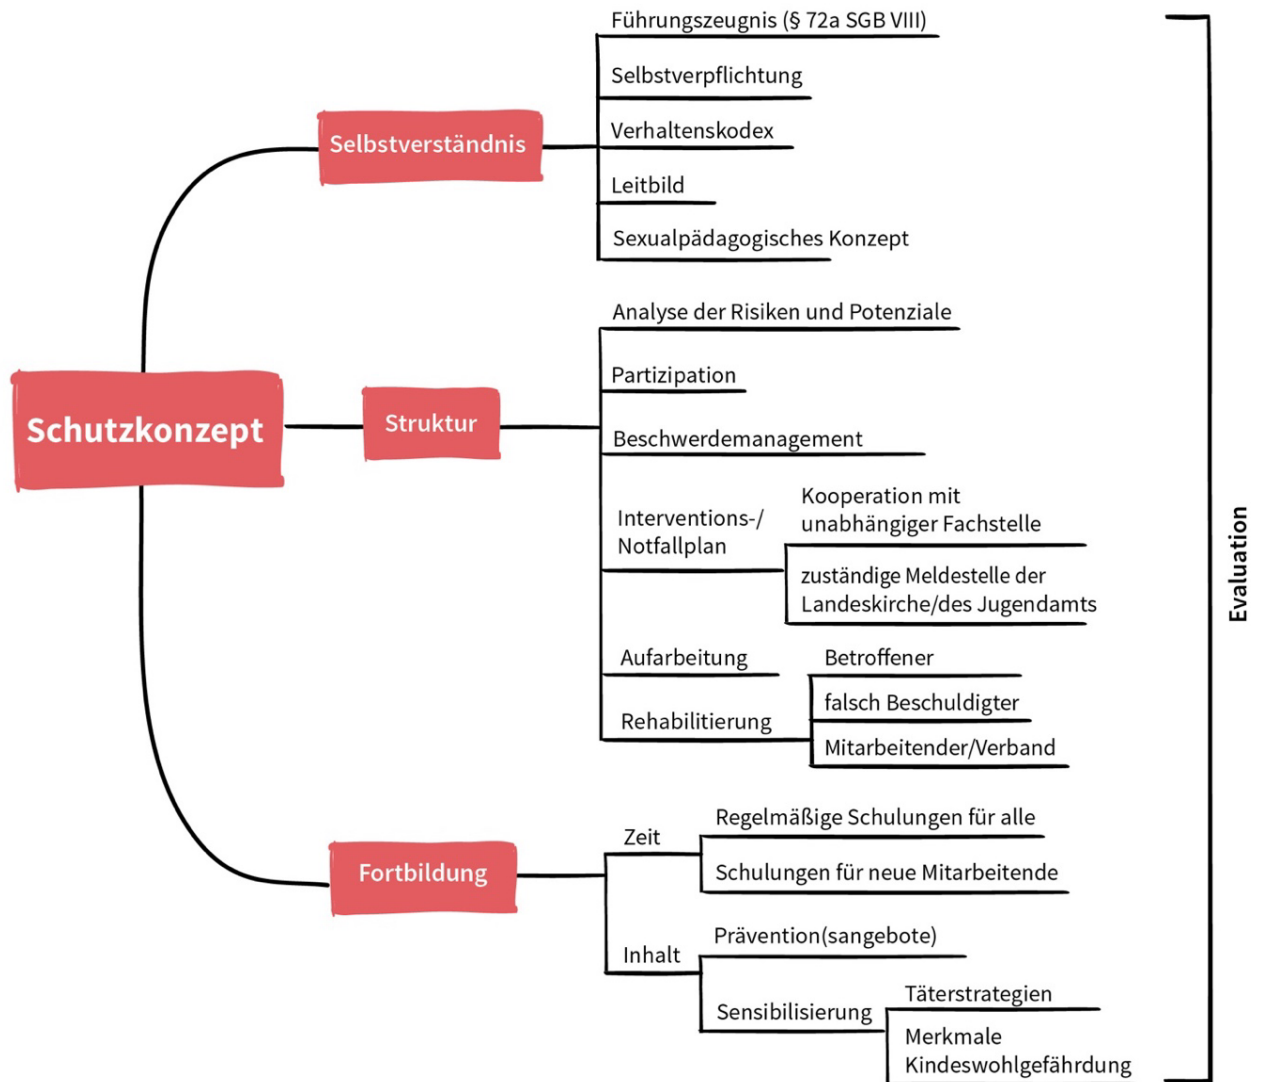 Schutzkonzept
Selbstverständnis
Führungszeugnis (§ 72a SGB VIII)
Selbstverpflichtung
Verhaltenskodex
Leitbild
Sexualpädagogisches Konzept
Struktur
Analyse der Risiken und Potenziale
Partizipation
Beschwerdemanagement
Interventions-/
Notfallplan
Kooperation mit
unabhängiger Fachstelle
zuständige Meldestelle der
Landeskirche/des Jugendamts
Aufarbeitung
Rehabilitierung
Betroffener
falsch Beschuldigter
Mitarbeitender/Verband
Fortbildung
Zeit
Regelmäßige Schulungen für alle
Schulungen für neue Mitarbeitende
Inhalt
Prävention(sangebote)
Sensibilisierung
Täterstrategien
Merkmale
Kindeswohlgefährdung
Evaluation